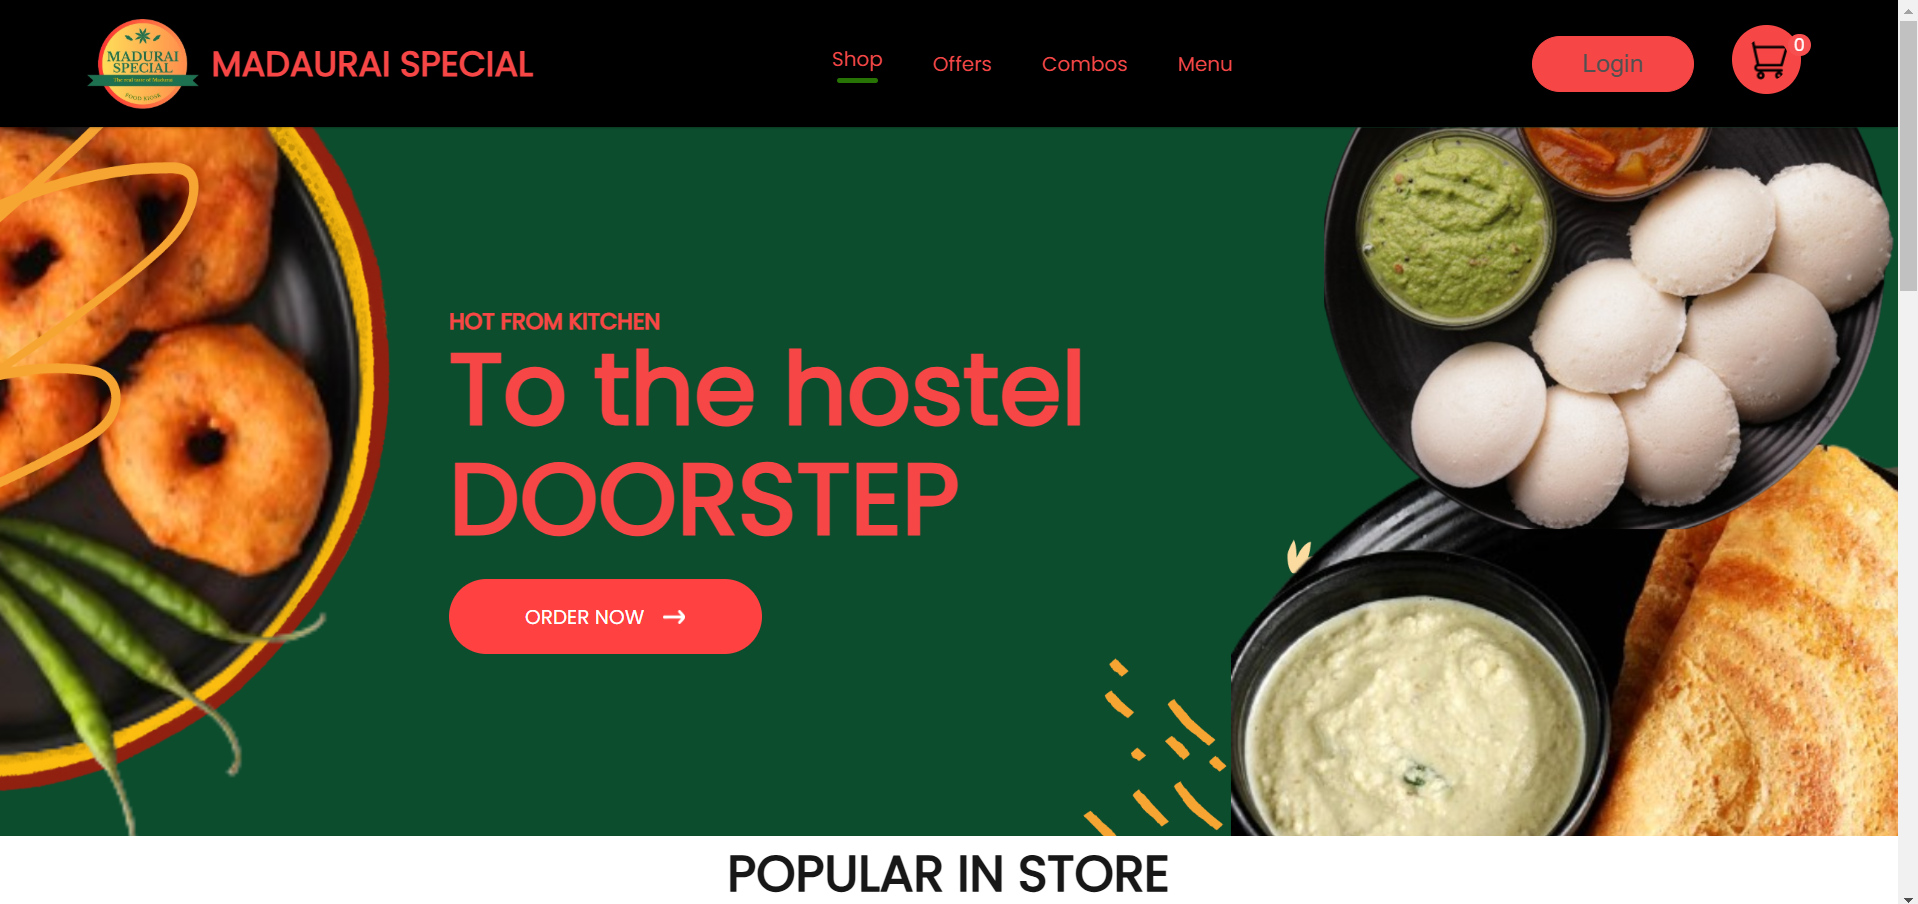 MADURAI
SPECIAL
The real taste of Madurai
FOOD KIOSK
MADAURAI SPECIAL
Shop
Offers
Combos
Menu
Login
0
HOT FROM KITCHEN
To the hostel
DOORSTEP
ORDER NOW →
POPULAR IN STORE